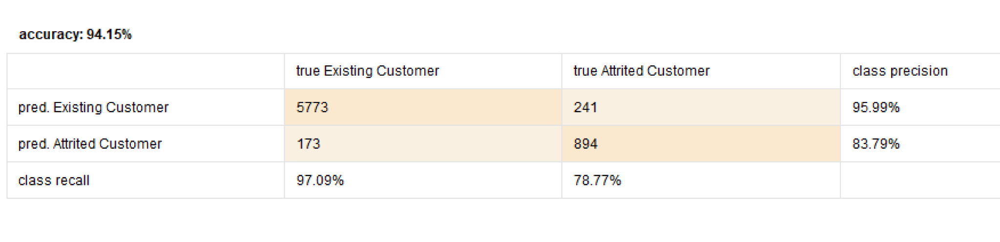 accuracy: 94.15%
true Existing Customer true Attrited Customer class precision
pred. Existing Customer 5773 241 95.99%
pred. Attrited Customer 173 894 83.79%
class recall 97.09% 78.77%